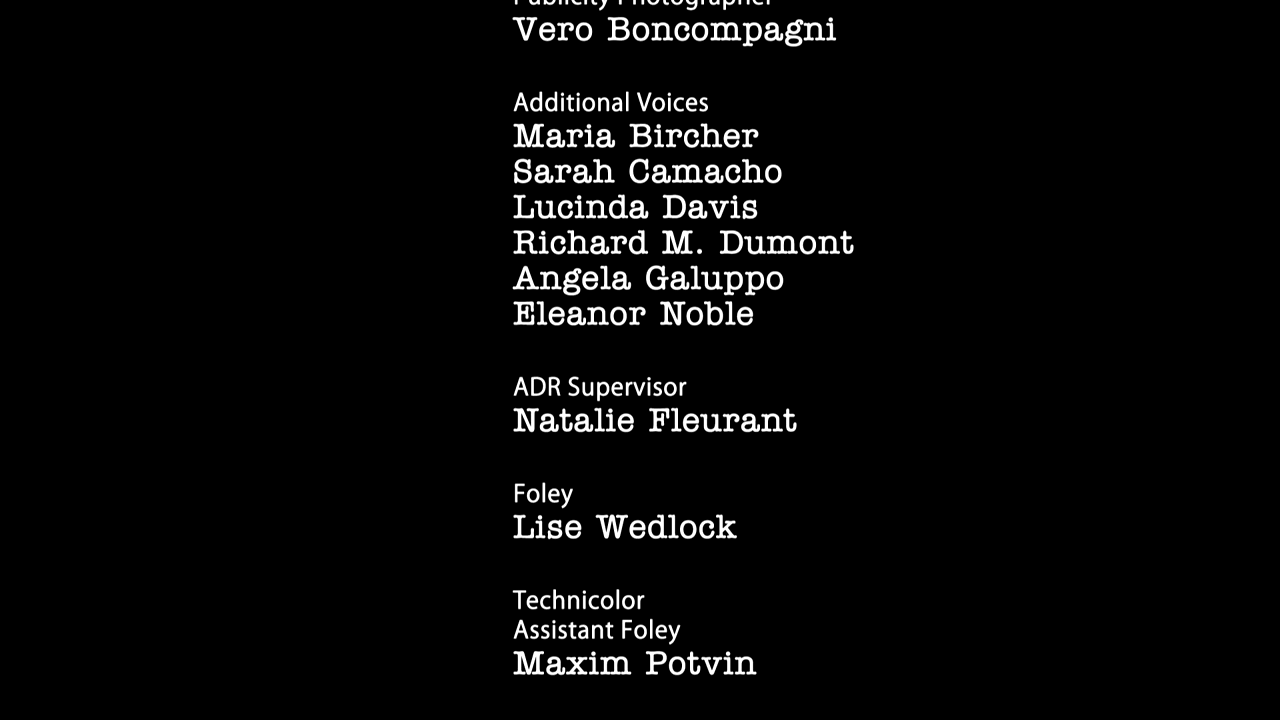 Publicity Photographer
Vero Boncompagni
Additional Voices
Maria Bircher
Sarah Camacho
Lucinda Davis
Richard M. Dumont
Angela Galuppo
Eleanor Noble
ADR Supervisor
Natalie Fleurant
Foley
Lise Wedlock
Technicolor
Assistant Foley
Maxim Potvin